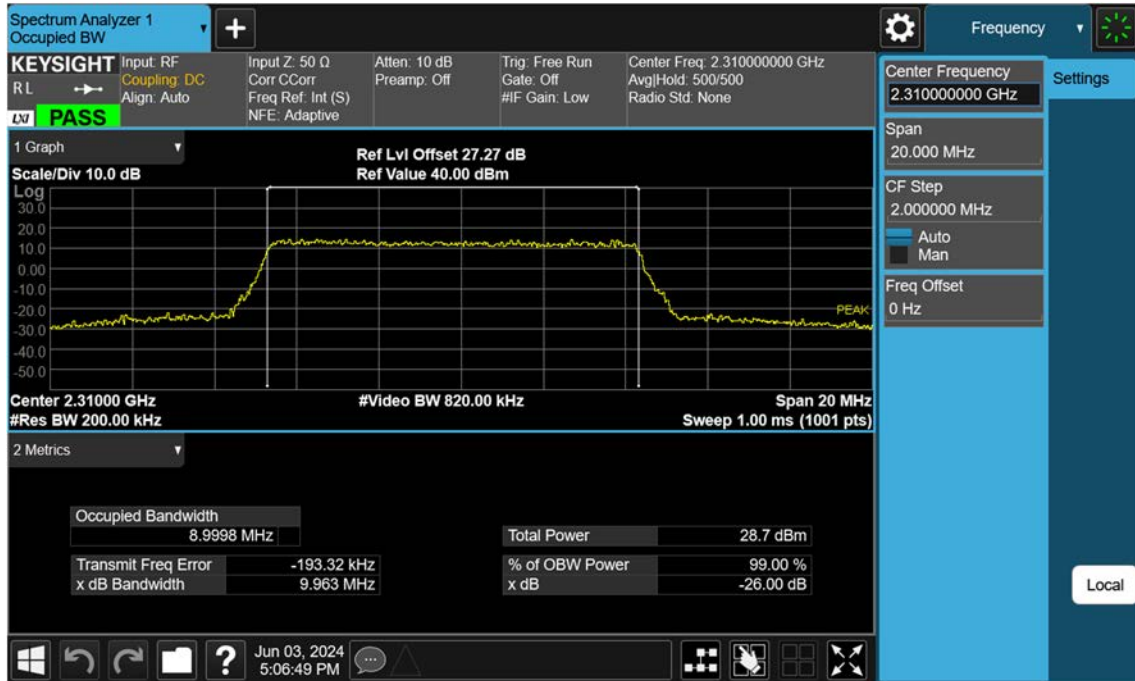 Spectrum Analyzer 1
Occupied BW
+
Frequency
KEYSIGHT
R L
LXI PASS
Input: RF
Coupling: DC
Align: Auto
Input Z: 50 Ω
Corr CCorr
Freq Ref: Int (S)
NFE: Adaptive
Atten: 10 dB
Preamp: Off
Trig: Free Run
Gate: Off
#IF Gain: Low
Center Freq: 2.310000000 GHz
Avg|Hold: 500/500
Radio Std: None
Center Frequency
2.310000000 GHz
Settings
Span
20.000 MHz
CF Step
2.000000 MHz
Auto
Man
Freq Offset
0 Hz
Local
1 Graph
Scale/Div 10.0 dB
Ref Lvl Offset 27.27 dB
Ref Value 40.00 dBm
Log
30.0
20.0
10.0
0.00
-10.0
-20.0
-30.0
-40.0
-50.0
PEAK
Center 2.31000 GHz
#Video BW 820.00 kHz
Span 20 MHz
#Res BW 200.00 kHz
Sweep 1.00 ms (1001 pts)
2 Metrics
Occupied Bandwidth
8.9998 MHz
Total Power 28.7 dBm
Transmit Freq Error -193.32 kHz
% of OBW Power 99.00 %
x dB Bandwidth 9.963 MHz
x dB -26.00 dB
?
Jun 03, 2024
5:06:49 PM